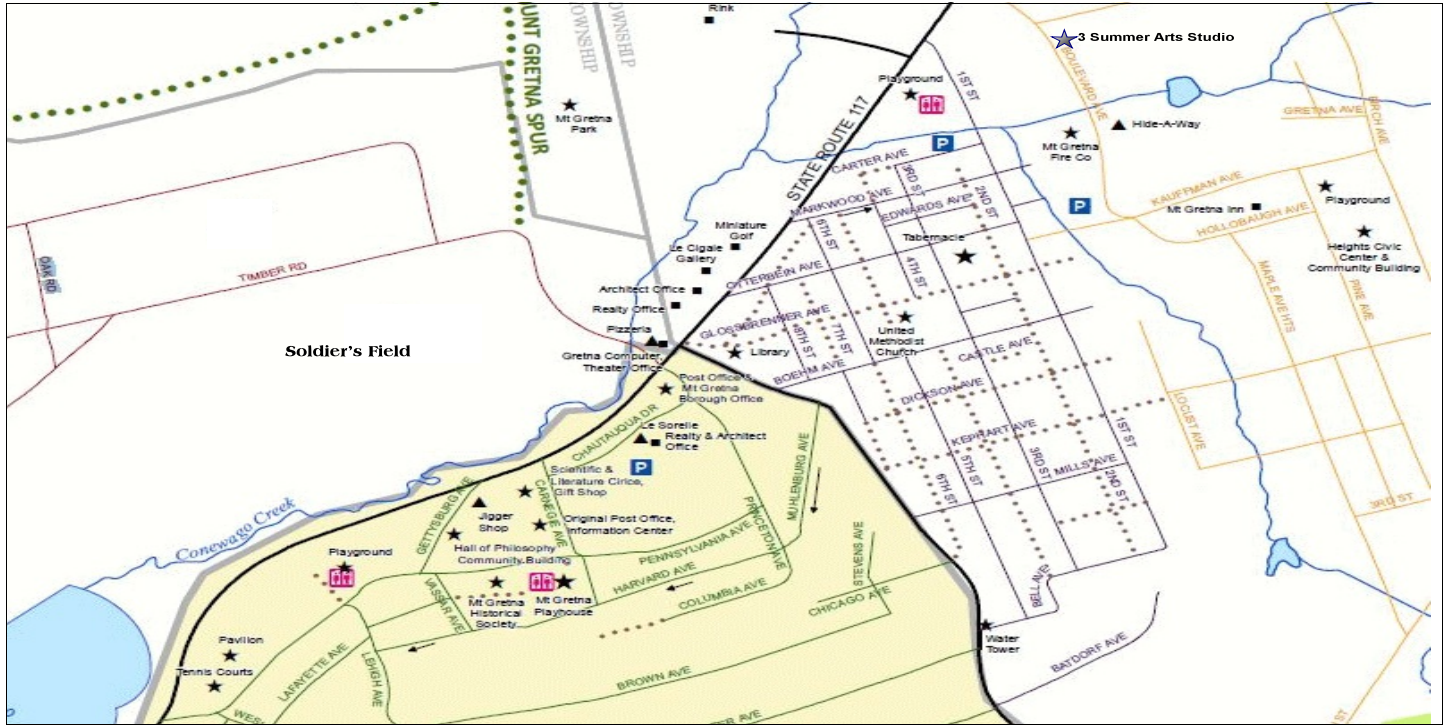 Rink
UNT GRETNA SPUR
OWNSHIP
OWNSHIP
3 Summer Arts Studio
BOULEVARD AVE
Playground
1ST ST
Mt Gretna
Park
STATE ROUTE 117
P
Hide-A-Way
GRETNA AVE
BIRCH AVE
Mt Gretna
Fire Co
CARTER AVE
3RD ST
MARKWOOD AVE
EDWARDS AVE
2ND ST
KAUFFMAN AVE
P
Mt Gretna Inn
HOLLOBAUGH AVE
Playground
Miniature
Golf
6TH ST
Tabernacle
Heights Civic
Center &
Community Building
Le Cigale
Gallery
OAK RD
TIMBER RD
OTTERBEIN AVE
4TH ST
MAPLE AVE HTS
PINE AVE
Architect Office
Realty Office
GLOSSBRENNER AVE
Pizzeria
8TH ST
7TH ST
United
Methodist
Church
Soldier's Field
Library
CASTLE AVE
Gretna Computer,
Theater Office
BOEHM AVE
Post Office &
Mt Gretna
Borough Office
DICKSON AVE
LOCUST AVE
CHAUTAUQUA DR
Le Sorelle
Realty & Architect
Office
KEPHART AVE
1ST ST
MUHLENBURG AVE
P
Scientific &
Literature Cirlce,
Gift Shop
6TH ST
5TH ST
3RD ST
MILLS AVE
2ND ST
3RD ST
GETTYSBURG AVE
CARNEGIE AVE
PRINCETON AVE
Jigger
Shop
Original Post Office,
Information Center
Conewago Creek
Playground
Hall of Philosophy
Community Building
PENNSYLVANIA AVE
STEVENS AVE
HARVARD AVE
VASSAR AVE
COLUMBIA AVE
CHICAGO AVE
BELL AVE
Mt Gretna
Historical
Society
Mt Gretna
Playhouse
Pavilion
Water
Tower
BATDORF AVE
Tennis Courts
LAFAYETTE AVE
LEHIGH AVE
BROWN AVE
WES
ER AVE
ST